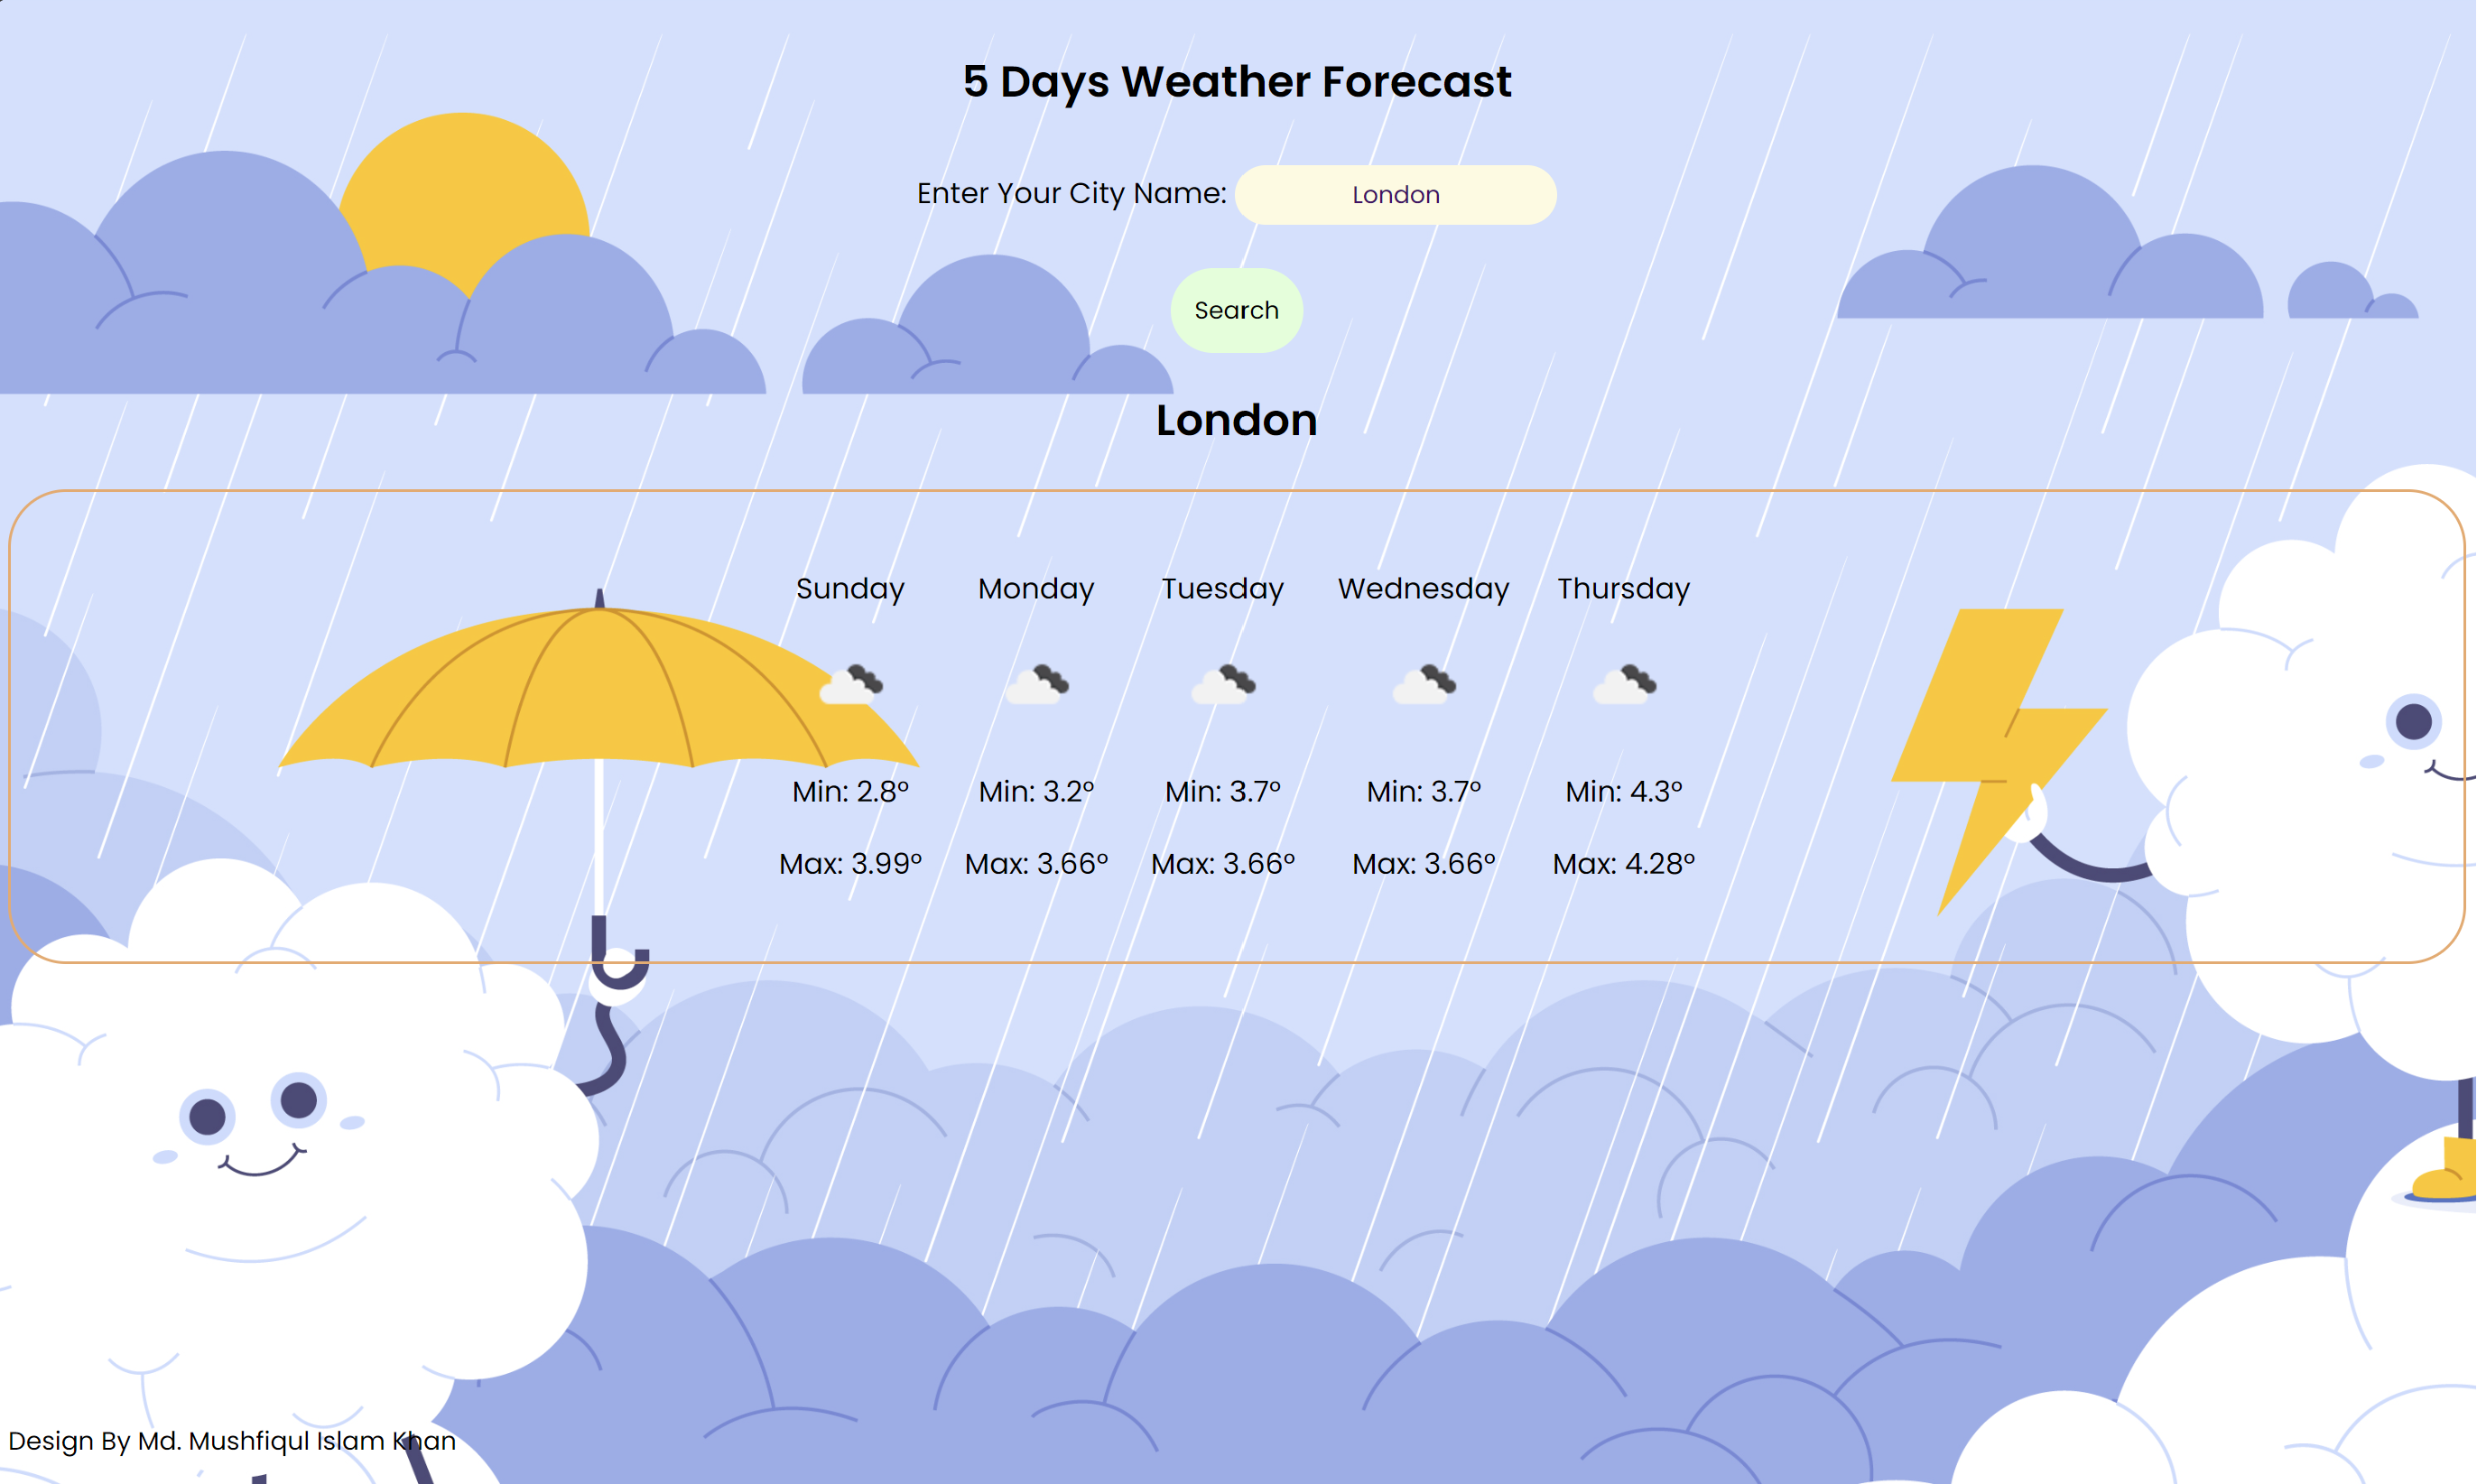 5 Days Weather Forecast
Enter Your City Name: London
Search
London
Sunday Monday Tuesday Wednesday Thursday
Min: 2.8° Min: 3.2° Min: 3.7° Min: 3.7° Min: 4.3°
Max: 3.99° Max: 3.66° Max: 3.66° Max: 3.66° Max: 4.28°
Design By Md. Mushfiqul Islam Khan